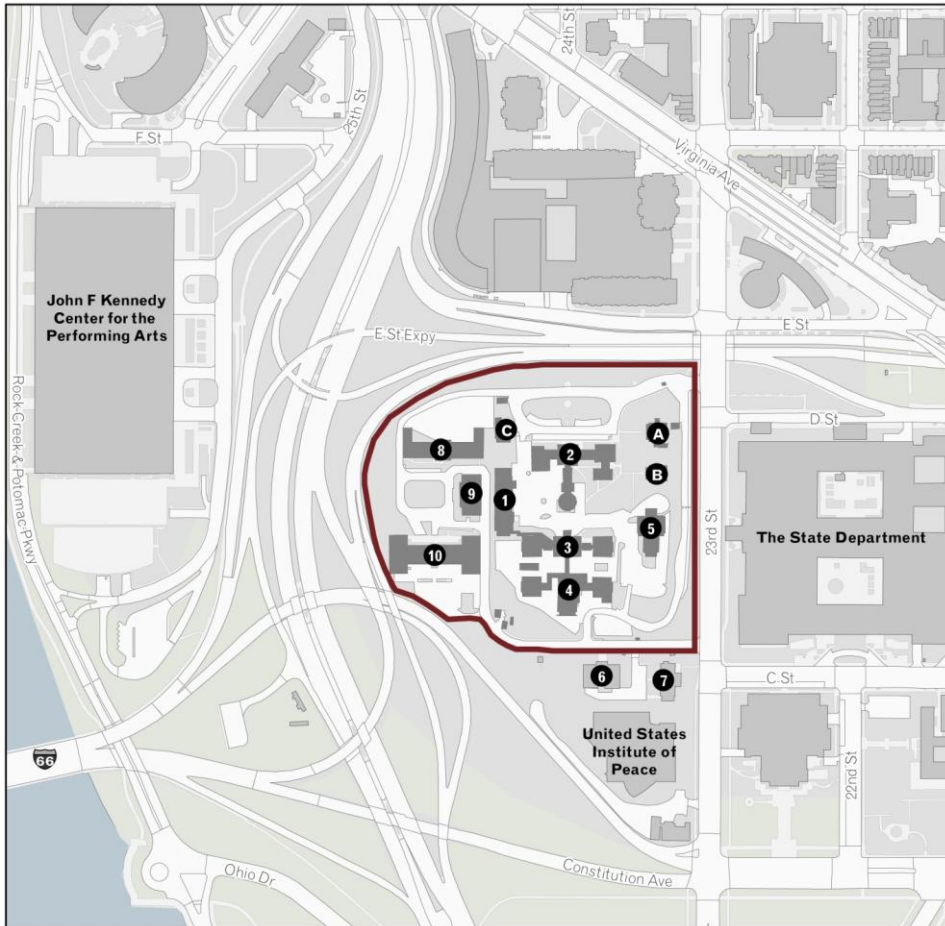 24th St
25th St
F St
Virginia Ave
John F Kennedy
Center for the
Performing Arts
E St Expy
E St
Rock Creek & Potomac Pkwy
D St
C
A
2
8
B
9
1
5
23rd St
The State Department
3
10
4
6
7
C St
United States
Institute of
Peace
66
22nd St
Constitution Ave
Ohio Dr